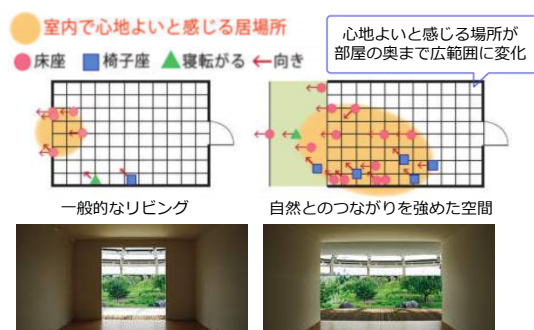 室内で心地よいと感じる居場所
床座 椅子座 寝転がる 向き
心地よいと感じる場所が
部屋の奥まで広範囲に変化
一般的なリビング
自然とのつながりを強めた空間